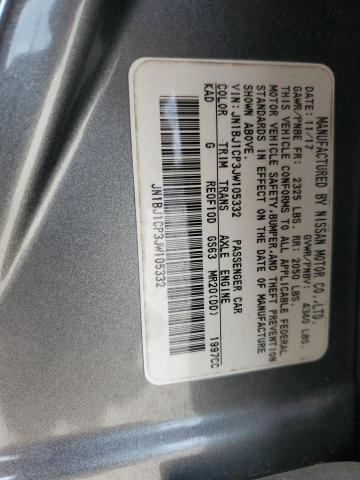 MANUFACTURED BY NISSAN MOTOR CO.,LTD.
DATE: 11/17 GVWR/PNBV: 4340 LBS.
GAWR/PNBE FR: 2325 LBS. RR: 2050 LBS.
THIS VEHICLE CONFORMS TO ALL APPLICABLE FEDERAL
MOTOR VEHICLE SAFETY,BUMPER,AND THEFT PREVENTION
STANDARDS IN EFFECT ON THE DATE OF MANUFACTURE
SHOWN ABOVE.
VIN:JN1BJ1CP3JW105332 PASSENGER CAR
COLOR TRIM TRANS AXLE ENGINE
KAD G RE0F10D GS63 MR20(DD) 1997CC
JN1BJ1CP3JW105332